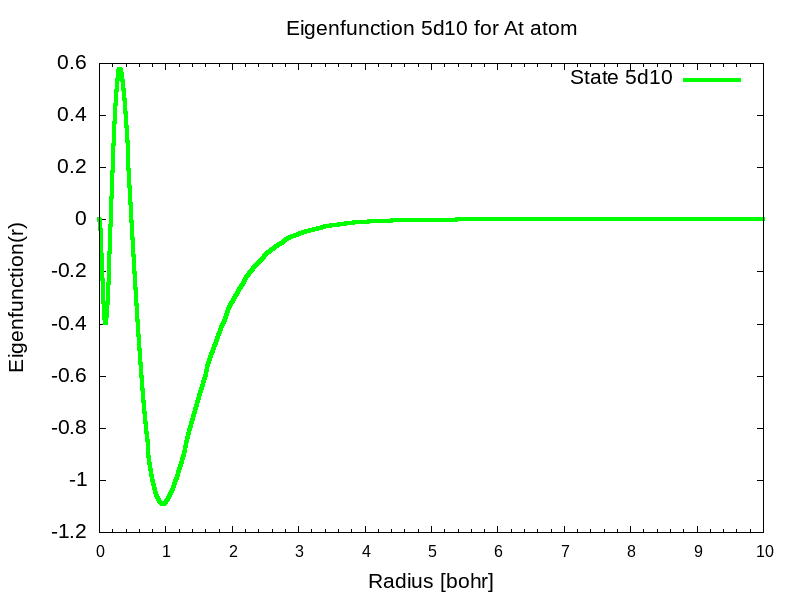 Eigenfunction 5d10 for At atom
State 5d10
0.6
0.4
0.2
0
-0.2
-0.4
-0.6
-0.8
-1
-1.2
Eigenfunction(r)
0 1 2 3 4 5 6 7 8 9 10
Radius [bohr]